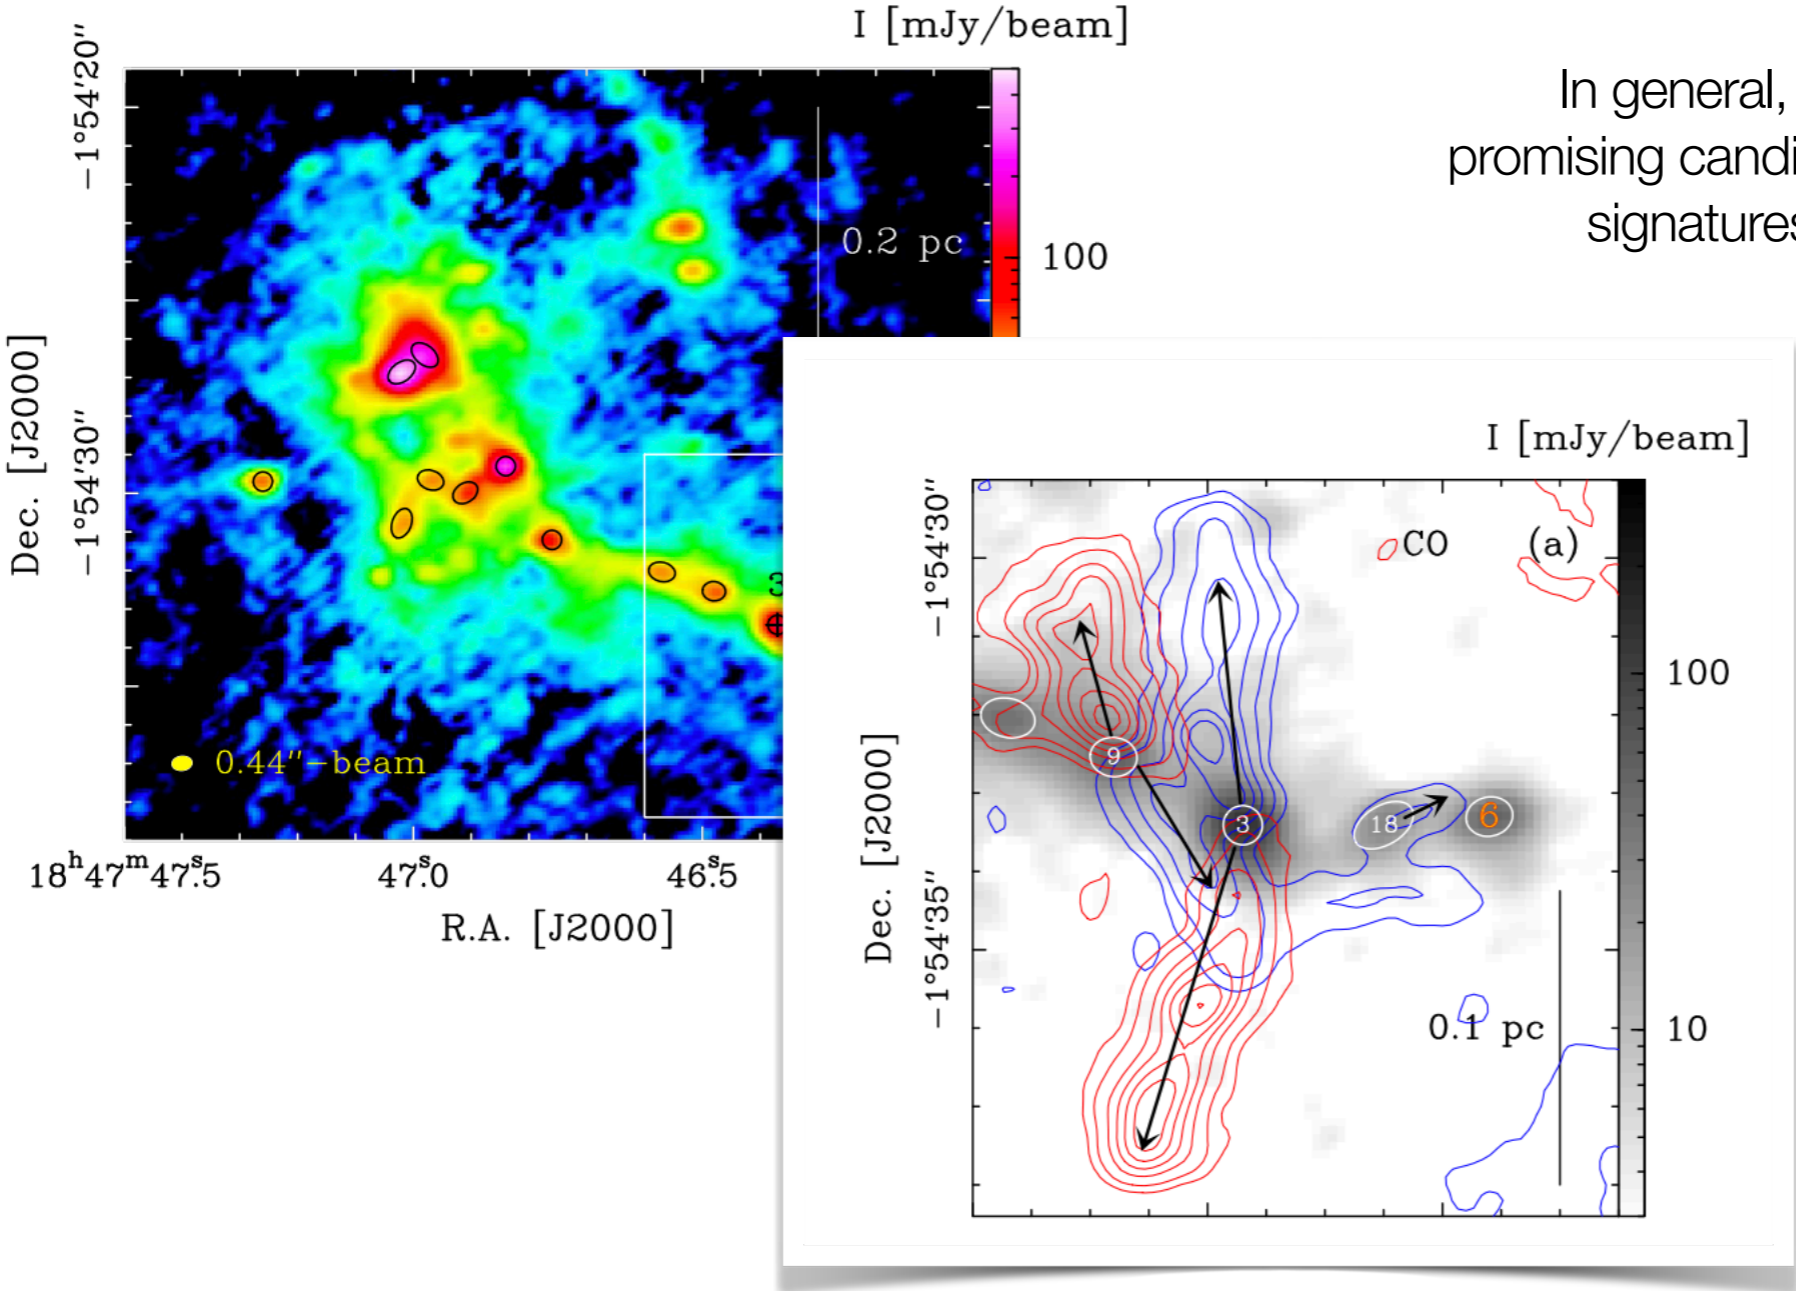 I [mJy/beam]
In general,
promising candi
signatures
−1°54′20″
0.2 pc
100
Dec. [J2000]
−1°54′30″
3
0.44″−beam
18ʰ47ᵐ47ˢ.5
47ˢ.0
46ˢ.5
R.A. [J2000]
I [mJy/beam]
−1°54′30″
CO
(a)
100
9
3
18
6
Dec. [J2000]
−1°54′35″
0.1 pc
10